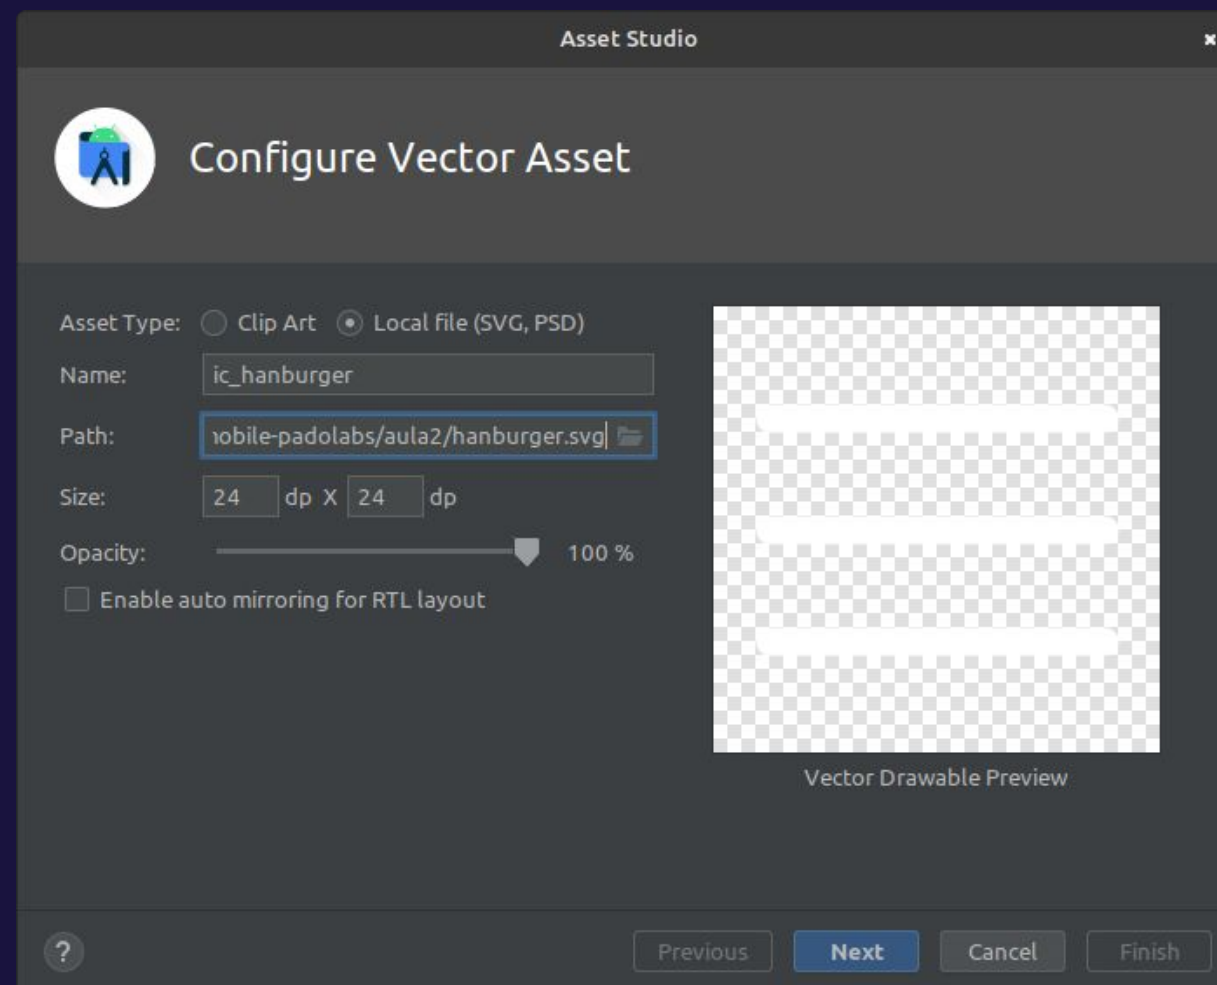 Asset Studio
Configure Vector Asset
Asset Type: Clip Art Local file (SVG, PSD)
Name: ic_hanburger
Path: nobile-padolabs/aula2/hanburger.svg
Size: 24 dp X 24 dp
Opacity: 100 %
Enable auto mirroring for RTL layout
Vector Drawable Preview
? Previous Next Cancel Finish